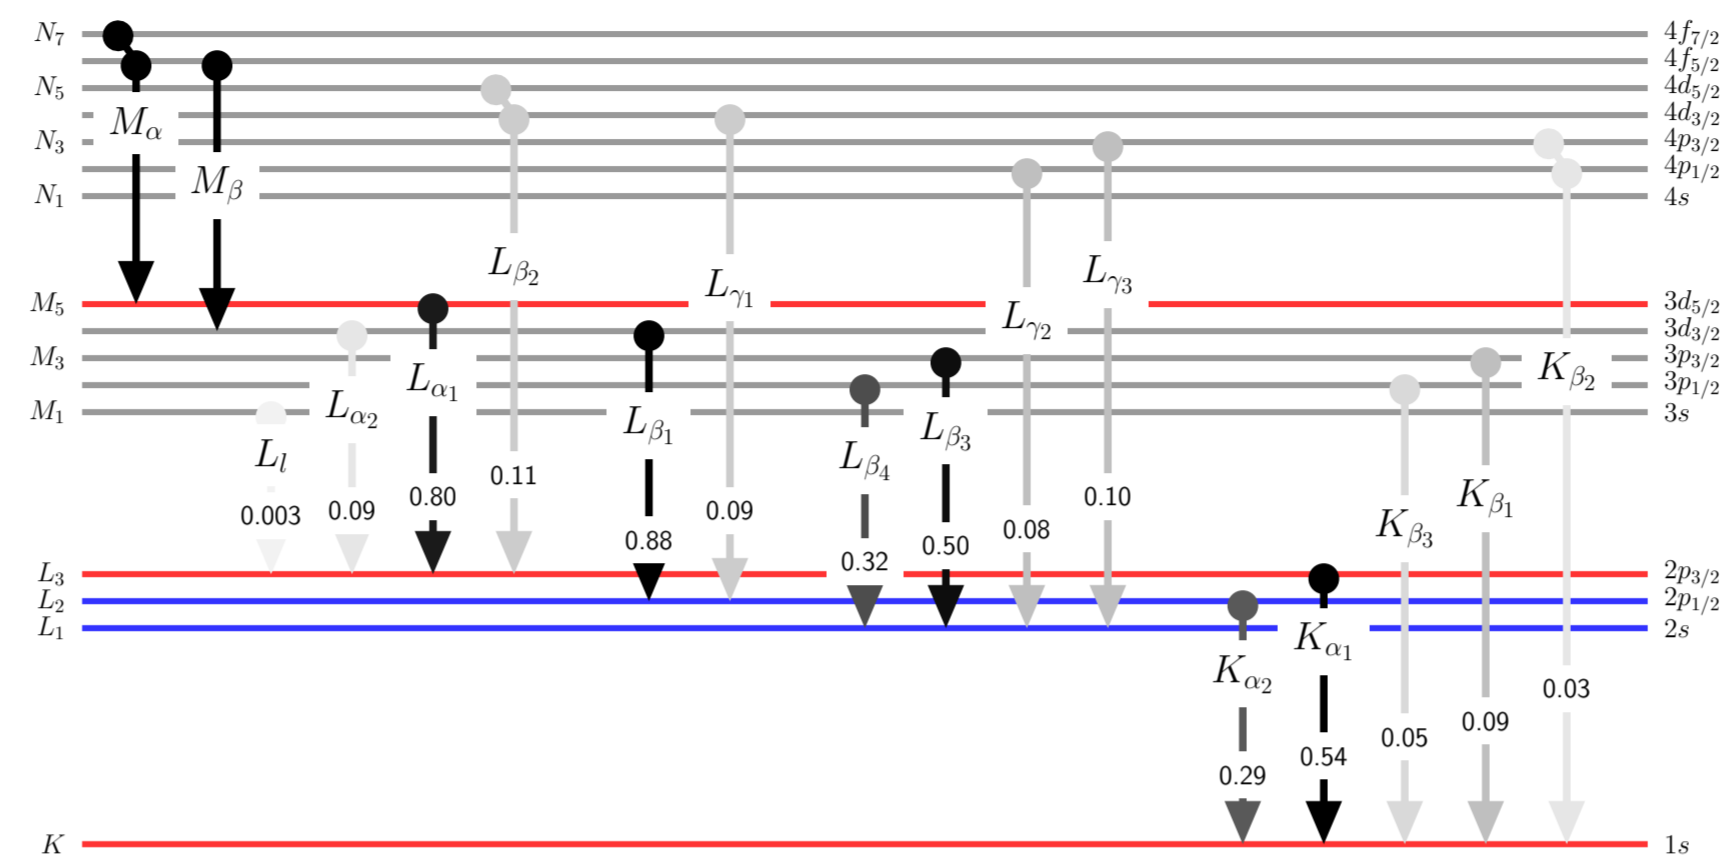 N₇ 4f₇/₂
4f₅/₂
N₅ 4d₅/₂
4d₃/₂
Mα
N₃ 4p₃/₂
4p₁/₂
Mβ
N₁ 4s
Lβ₂
Lγ₃
Lγ₁
M₅ 3d₅/₂
Lγ₂
3d₃/₂
M₃ 3p₃/₂
Kβ₂
Lα₁
3p₁/₂
Lα₂
M₁ 3s
Lβ₁
Lβ₃
Lₗ
Lβ₄
0.11
Kβ₁
0.80
0.10
0.003
0.09
0.09
Kβ₃
0.08
0.88
0.50
0.32
L₃ 2p₃/₂
L₂ 2p₁/₂
L₁ 2s
Kα₁
Kα₂
0.03
0.09
0.05
0.54
0.29
K 1s